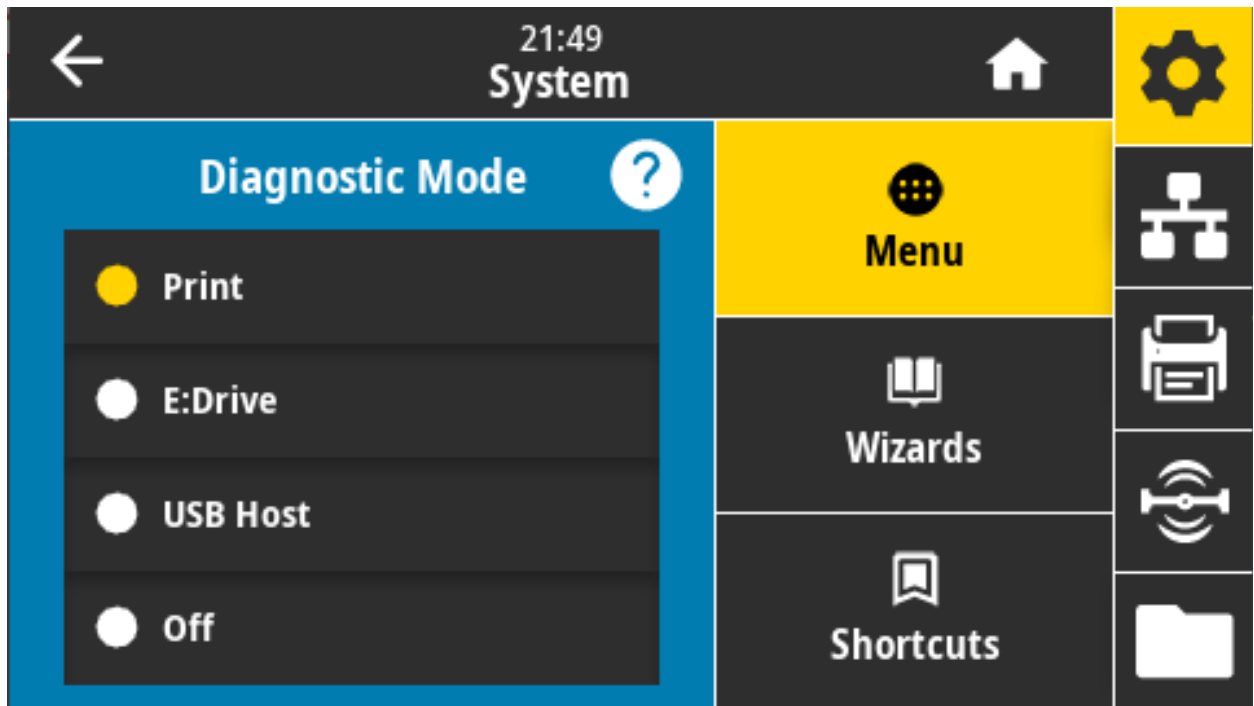 21:49
System
Diagnostic Mode
?
Print
E:Drive
USB Host
Off
Menu
Wizards
Shortcuts